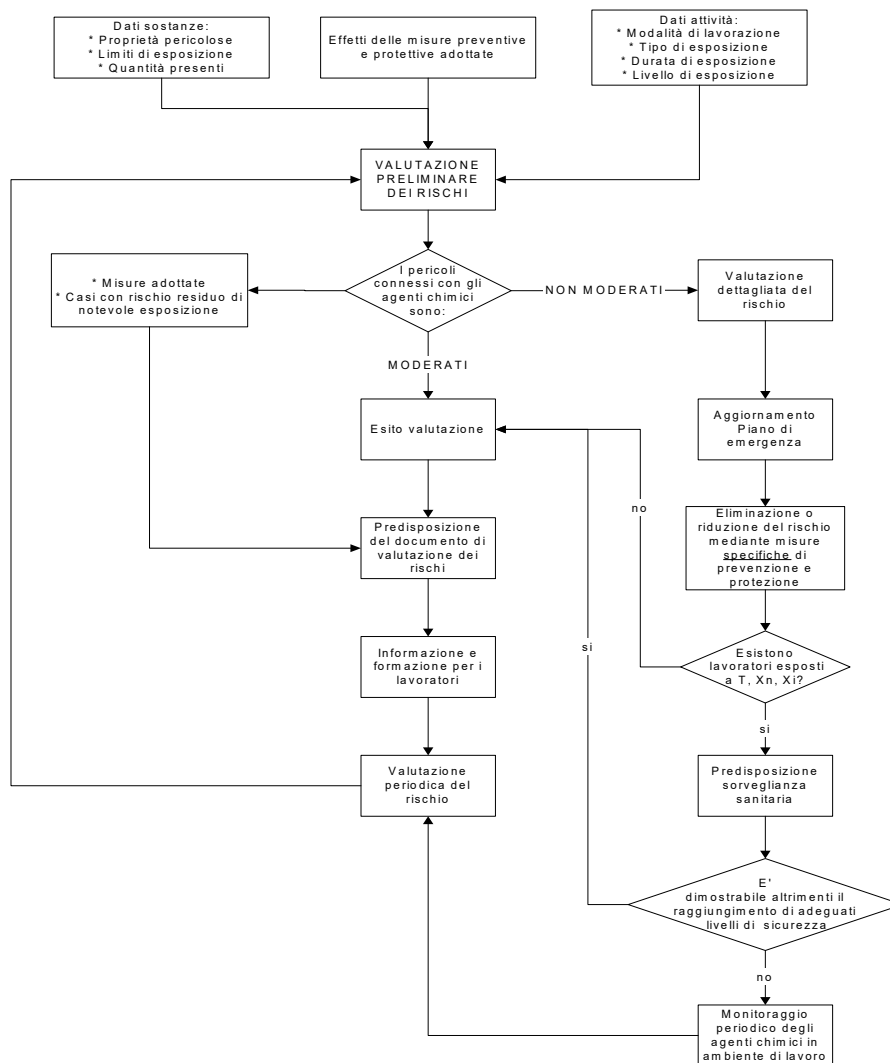 Dati sostanze:
* Proprietà pericolose
* Limiti di esposizione
* Quantità presenti
Effetti delle misure preventive
e protettive adottate
Dati attività:
* Modalità di lavorazione
* Tipo di esposizione
* Durata di esposizione
* Livello di esposizione
VALUTAZIONE
PRELIMINARE
DEI RISCHI
I pericoli
connessi con gli
agenti chimici
sono:
* Misure adottate
* Casi con rischio residuo di
notevole esposizione
NON MODERATI
Valutazione
dettagliata del
rischio
MODERATI
Esito valutazione
Aggiornamento
Piano di
emergenza
no
Eliminazione o
riduzione del rischio
mediante misure
specifiche di
prevenzione e
protezione
Predisposizione
del documento di
valutazione dei
rischi
si
Esistono
lavoratori esposti
a T, Xn, Xi?
Informazione e
formazione per i
lavoratori
si
Valutazione
periodica del
rischio
Predisposizione
sorveglianza
sanitaria
E'
dimostrabile altrimenti il
raggiungimento di adeguati
livelli di sicurezza
no
Monitoraggio
periodico degli
agenti chimici in
ambiente di lavoro